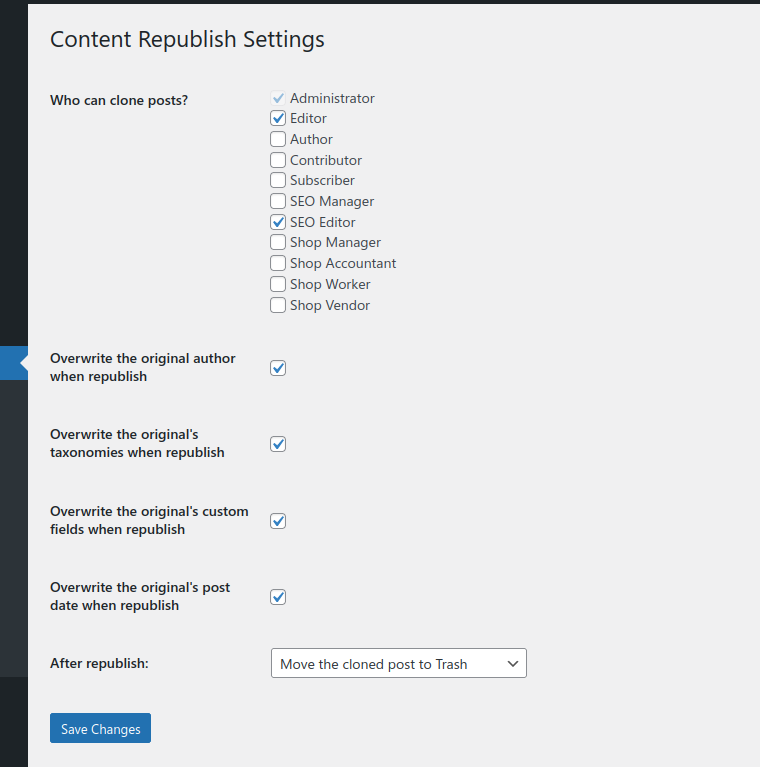 Content Republish Settings
Who can clone posts?
Administrator
Editor
Author
Contributor
Subscriber
SEO Manager
SEO Editor
Shop Manager
Shop Accountant
Shop Worker
Shop Vendor
Overwrite the original author
when republish
Overwrite the original's
taxonomies when republish
Overwrite the original's custom
fields when republish
Overwrite the original's post
date when republish
After republish:
Move the cloned post to Trash
Save Changes